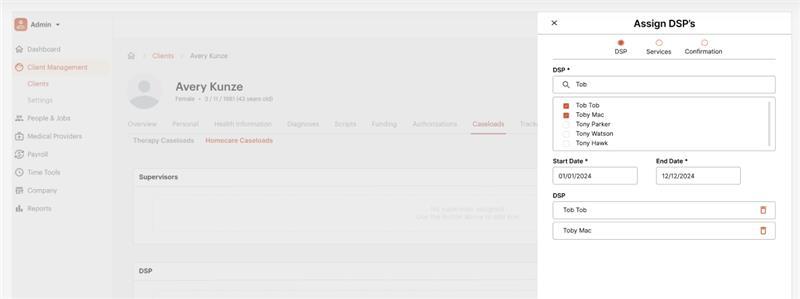 Admin
Dashboard
Client Management
Clients
Settings
People & Jobs
Medical Providers
Payroll
Time Tools
Company
Reports
Clients
Avery Kunze
Avery Kunze
Female • 3 / 11 / 1981 (43 years old)
Overview Personal Health Information Diagnoses Scripts Funding Authorizations Caseloads
Therapy Caseloads Homecare Caseloads
Supervisors
No supervisor assigned
Use the button above to add one
DSP
Assign DSP's
DSP Services Confirmation
DSP *
Tob
Tob Tob
Toby Mac
Tony Parker
Tony Watson
Tony Hawk
Start Date * End Date *
01/01/2024 12/12/2024
DSP
Tob Tob
Toby Mac